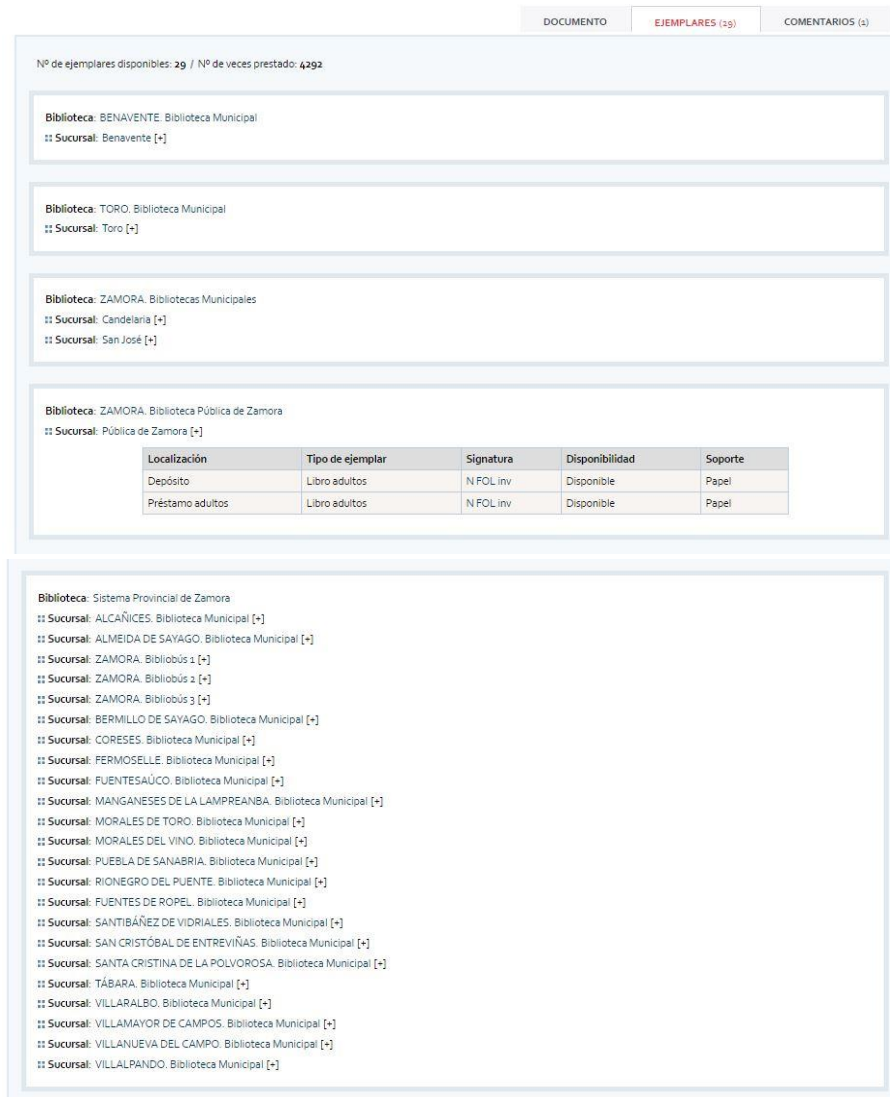 DOCUMENTO EJEMPLARES (29) COMENTARIOS (1)
Nº de ejemplares disponibles: 29 / Nº de veces prestado: 4292
Biblioteca: BENAVENTE. Biblioteca Municipal
Sucursal: Benavente [+]
Biblioteca: TORO. Biblioteca Municipal
Sucursal: Toro [+]
Biblioteca: ZAMORA. Bibliotecas Municipales
Sucursal: Candelaria [+]
Sucursal: San José [+]
Biblioteca: ZAMORA. Biblioteca Pública de Zamora
Sucursal: Pública de Zamora [+]
Localización Tipo de ejemplar Signatura Disponibilidad Soporte
Depósito Libro adultos N FOL inv Disponible Papel
Préstamo adultos Libro adultos N FOL inv Disponible Papel
Biblioteca: Sistema Provincial de Zamora
Sucursal: ALCAÑICES. Biblioteca Municipal [+]
Sucursal: ALMEIDA DE SAYAGO. Biblioteca Municipal [+]
Sucursal: ZAMORA. Bibliobús 1 [+]
Sucursal: ZAMORA. Bibliobús 2 [+]
Sucursal: ZAMORA. Bibliobús 3 [+]
Sucursal: BERMILLO DE SAYAGO. Biblioteca Municipal [+]
Sucursal: CORESES. Biblioteca Municipal [+]
Sucursal: FERMOSELLE. Biblioteca Municipal [+]
Sucursal: FUENTESAÚCO. Biblioteca Municipal [+]
Sucursal: MANGANESES DE LA LAMPREANBA. Biblioteca Municipal [+]
Sucursal: MORALES DE TORO. Biblioteca Municipal [+]
Sucursal: MORALES DEL VINO. Biblioteca Municipal [+]
Sucursal: PUEBLA DE SANABRIA. Biblioteca Municipal [+]
Sucursal: RIONEGRO DEL PUENTE. Biblioteca Municipal [+]
Sucursal: FUENTES DE ROPEL. Biblioteca Municipal [+]
Sucursal: SANTIBÁÑEZ DE VIDRIALES. Biblioteca Municipal [+]
Sucursal: SAN CRISTÓBAL DE ENTREVIÑAS. Biblioteca Municipal [+]
Sucursal: SANTA CRISTINA DE LA POLVOROSA. Biblioteca Municipal [+]
Sucursal: TÁBARA. Biblioteca Municipal [+]
Sucursal: VILLARALBO. Biblioteca Municipal [+]
Sucursal: VILLAMAYOR DE CAMPOS. Biblioteca Municipal [+]
Sucursal: VILLANUEVA DEL CAMPO. Biblioteca Municipal [+]
Sucursal: VILLALPANDO. Biblioteca Municipal [+]